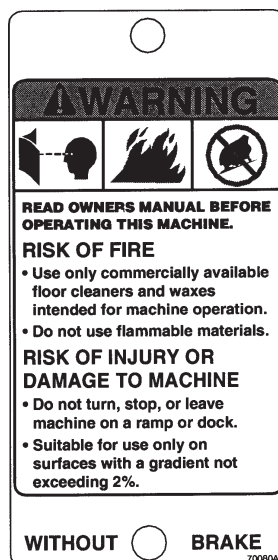 WARNING
READ OWNERS MANUAL BEFORE
OPERATING THIS MACHINE.
RISK OF FIRE
• Use only commercially available
floor cleaners and waxes
intended for machine operation.
• Do not use flammable materials.
RISK OF INJURY OR
DAMAGE TO MACHINE
• Do not turn, stop, or leave
machine on a ramp or dock.
• Suitable for use only on
surfaces with a gradient not
exceeding 2%.
WITHOUT BRAKE
70080A